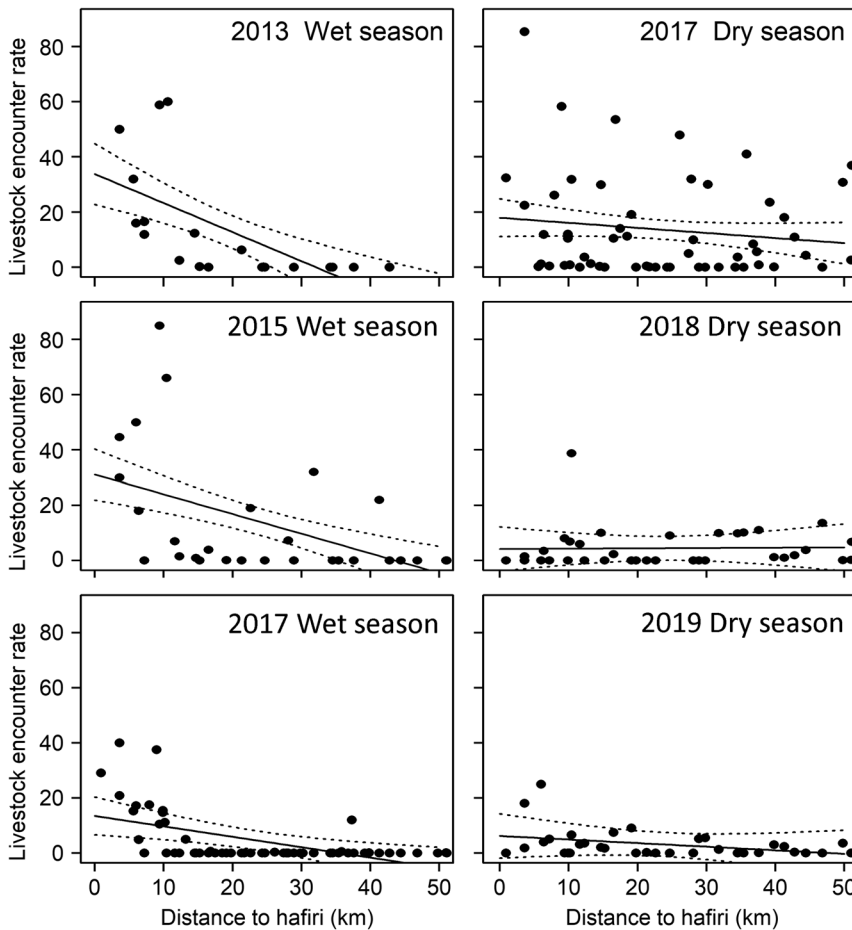 2013 Wet season
2017 Dry season
Livestock encounter rate
80
60
40
20
0
2015 Wet season
2018 Dry season
Livestock encounter rate
80
60
40
20
0
2017 Wet season
2019 Dry season
Livestock encounter rate
80
60
40
20
0
0 10 20 30 40 50
0 10 20 30 40 50
Distance to hafiri (km)
Distance to hafiri (km)